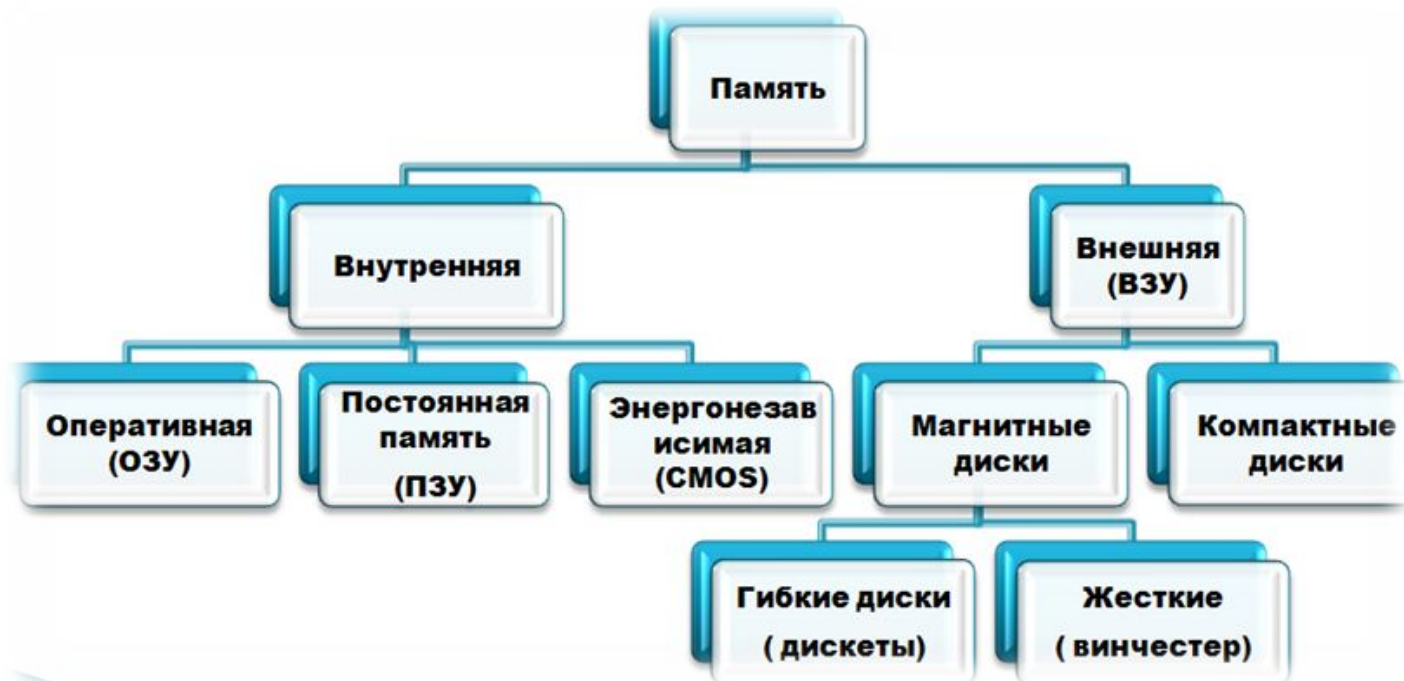 Память
Внутренняя
Внешняя
(ВЗУ)
Оперативная
(ОЗУ)
Постоянная
память
(ПЗУ)
Энергонезав
исимая
(CMOS)
Магнитные
диски
Компактные
диски
Гибкие диски
( дискеты)
Жесткие
( винчестер)